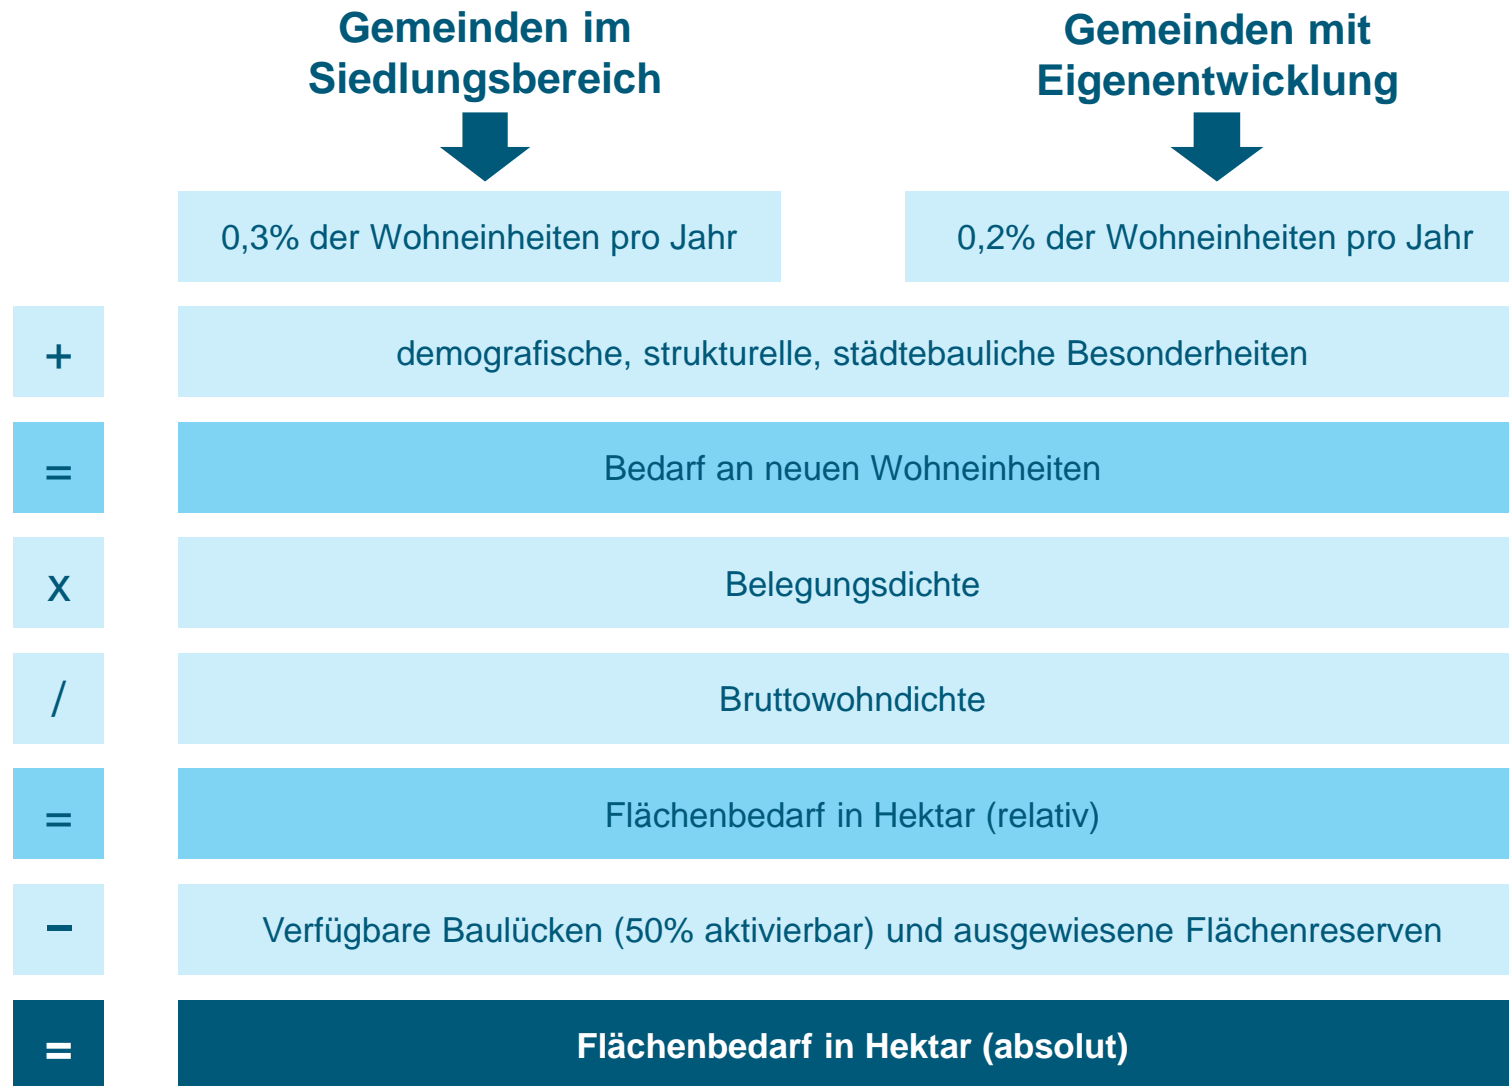 Gemeinden im
Siedlungsbereich
Gemeinden mit
Eigenentwicklung
0,3% der Wohneinheiten pro Jahr
0,2% der Wohneinheiten pro Jahr
+
demografische, strukturelle, städtebauliche Besonderheiten
=
Bedarf an neuen Wohneinheiten
x
Belegungsdichte
/
Bruttowohndichte
=
Flächenbedarf in Hektar (relativ)
–
Verfügbare Baulücken (50% aktivierbar) und ausgewiesene Flächenreserven
=
Flächenbedarf in Hektar (absolut)